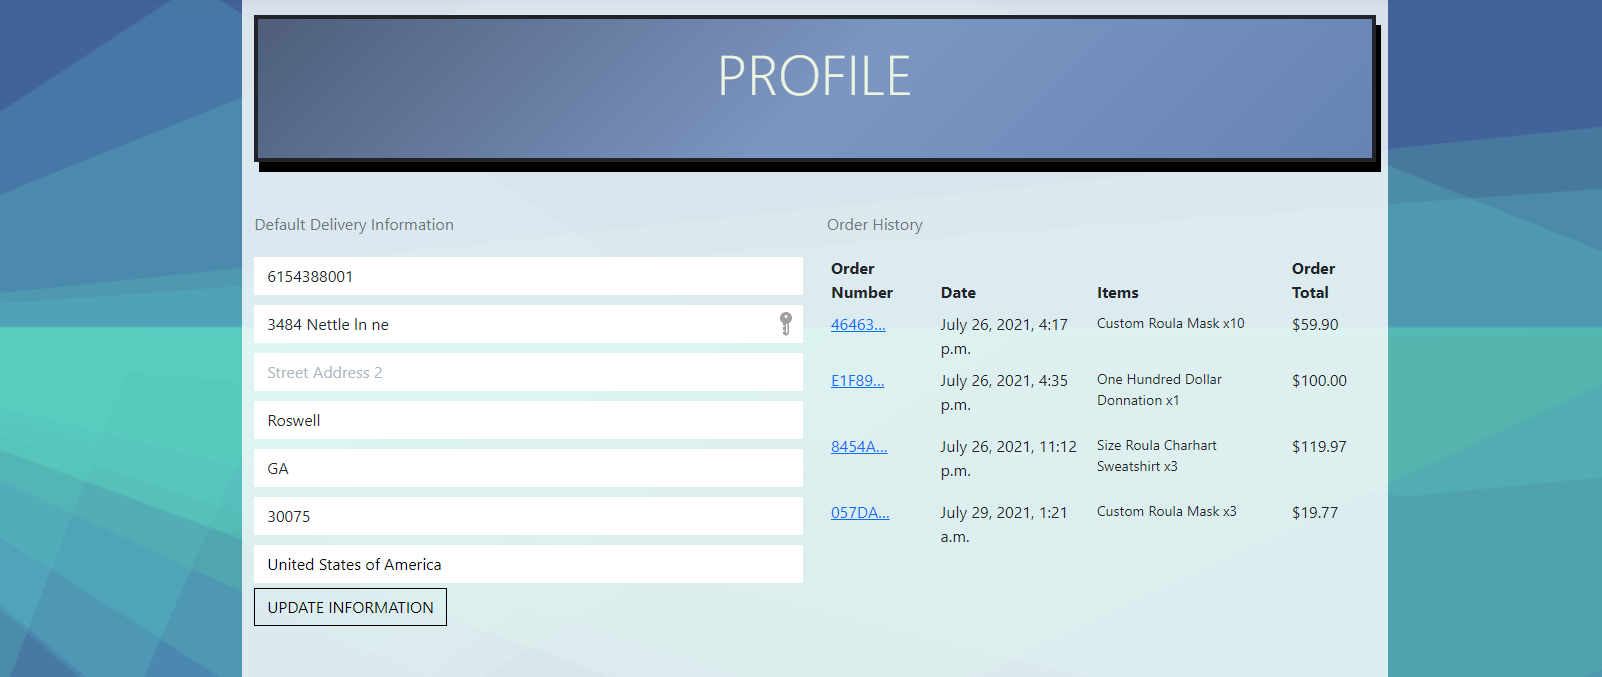 PROFILE
Default Delivery Information
6154388001
3484 Nettle ln ne
Street Address 2
Roswell
GA
30075
United States of America
UPDATE INFORMATION
Order History
Order
Number
Date
Items
Order
Total
46463...
July 26, 2021, 4:17
p.m.
Custom Roula Mask x10
$59.90
E1F89...
July 26, 2021, 4:35
p.m.
One Hundred Dollar
Donnation x1
$100.00
8454A...
July 26, 2021, 11:12
p.m.
Size Roula Charhart
Sweatshirt x3
$119.97
057DA...
July 29, 2021, 1:21
a.m.
Custom Roula Mask x3
$19.77